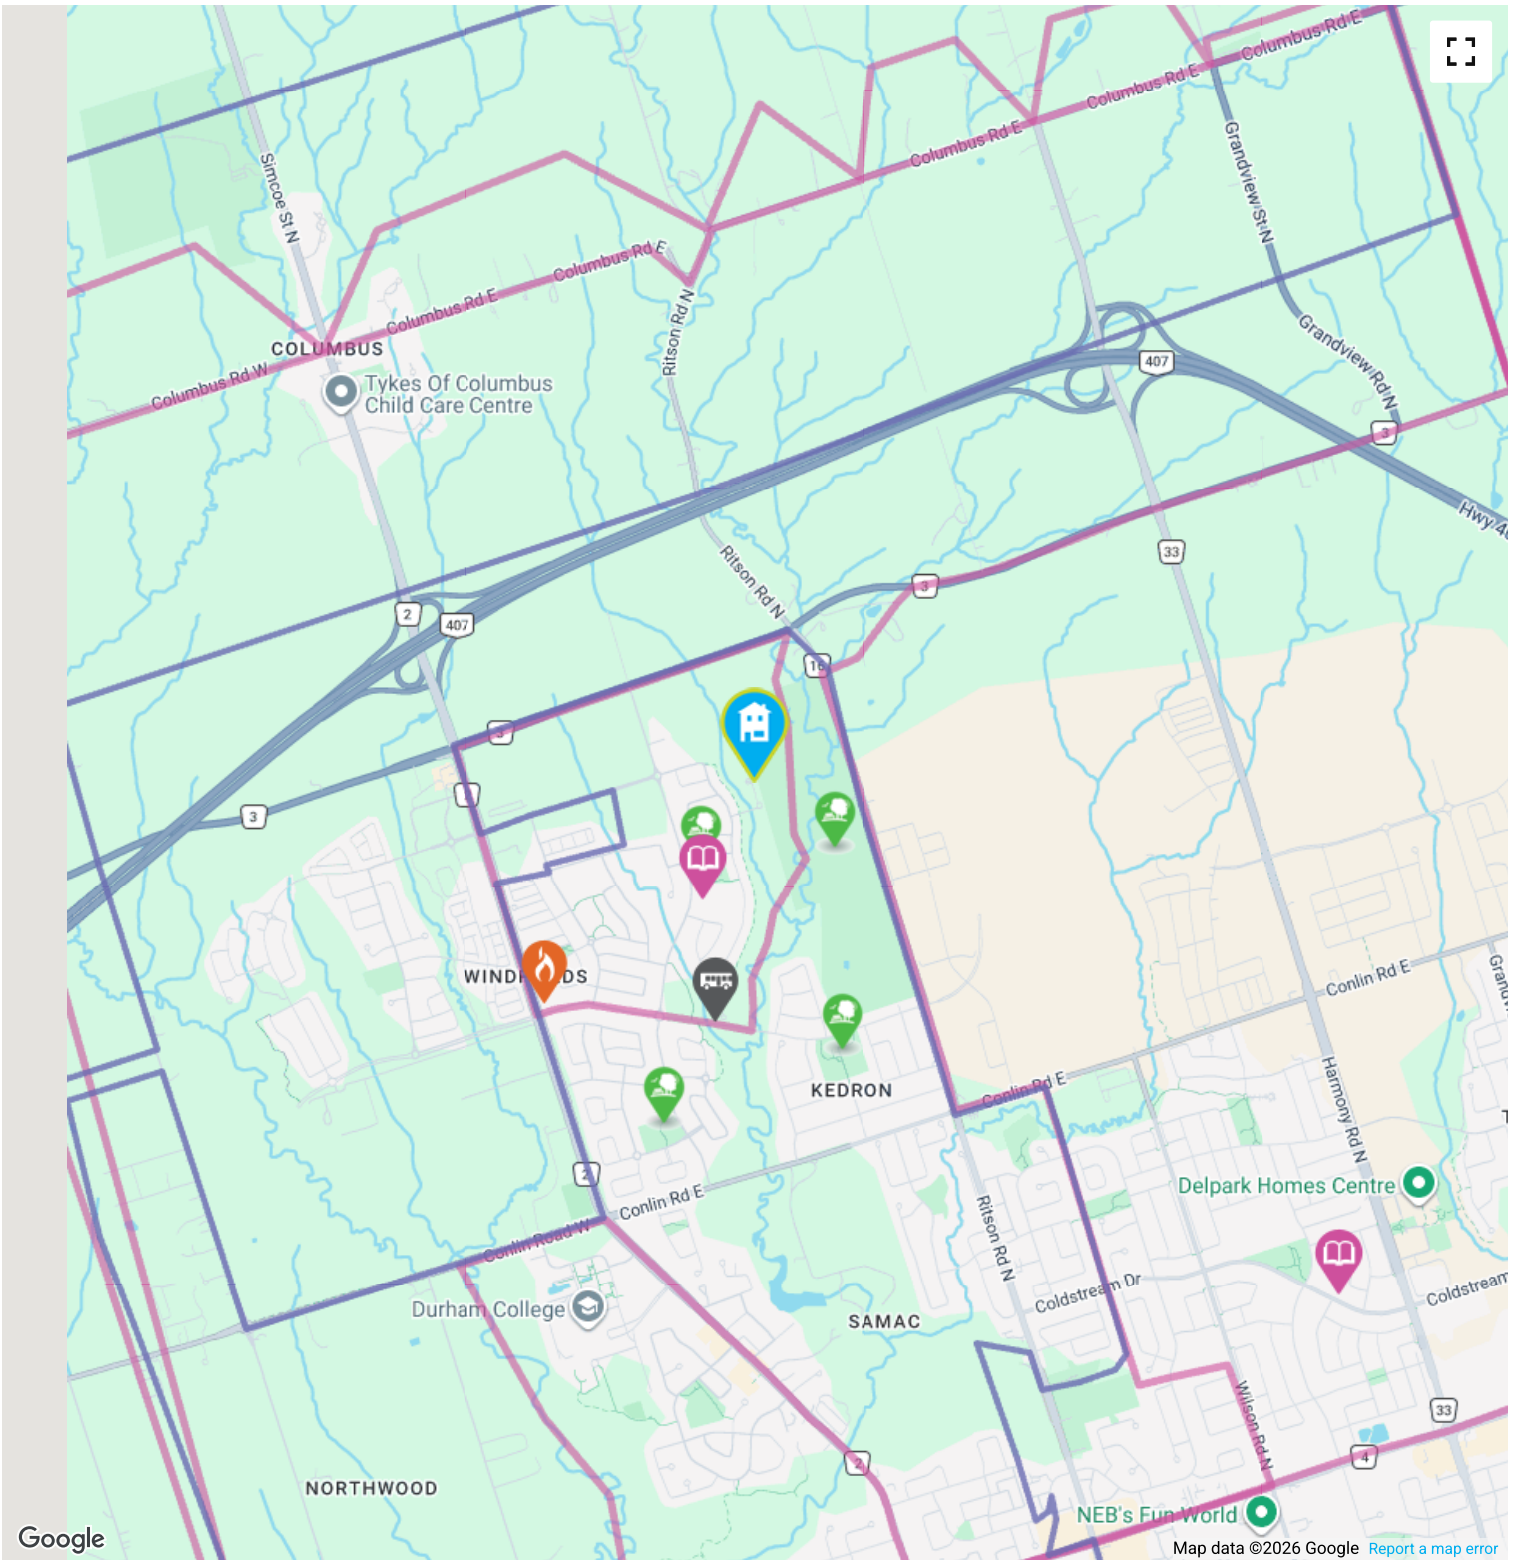 Columbus Rd E
Columbus Rd E
Columbus Rd E
Grandview St N
Simcoe St N
Columbus Rd E
Columbus Rd E
Ritson Rd N
COLUMBUS
Columbus Rd W
Tykes Of Columbus
Child Care Centre
407
Grandview Rd N
3
Hwy 4
33
Ritson Rd N
3
2
407
16
3
3
WINDF DS
Conlin Rd E
Grandv
KEDRON
Conlin Rd E
Harmony Rd N
2
Delpark Homes Centre
Conlin Rd E
Conlin Road W
Ritson Rd N
Coldstream Dr
Coldstream
Durham College
SAMAC
Wilson Rd N
33
2
4
NORTHWOOD
NEB's Fun World
Google
Map data ©2026 Google
Report a map error